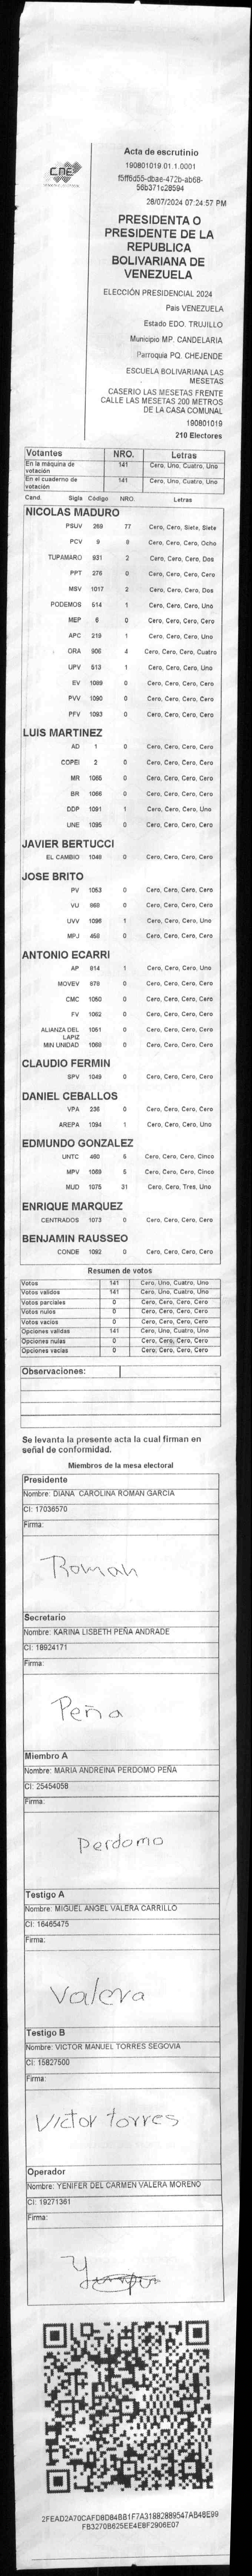 CNE
Acta de escrutinio
190801019.01.1.0001
f5ff6d55-dbae-472b-ab68-
56b371c28594
28/07/2024 07:24:57 PM
PRESIDENTA O
PRESIDENTE DE LA
REPUBLICA
BOLIVARIANA DE
VENEZUELA
ELECCIÓN PRESIDENCIAL 2024
Pais VENEZUELA
Estado EDO. TRUJILLO
Municipio MP. CANDELARIA
Parroquia PQ. CHEJENDE
ESCUELA BOLIVARIANA LAS
MESETAS
CASERIO LAS MESETAS FRENTE
CALLE LAS MESETAS 200 METROS
DE LA CASA COMUNAL
190801019
210 Electores
Votantes NRO. Letras
En la máquina de votación 141 Cero, Uno, Cuatro, Uno
En el cuaderno de votación 141 Cero, Uno, Cuatro, Uno
Cand. Sigla Código NRO. Letras
NICOLAS MADURO
PSUV 269 77 Cero, Cero, Siete, Siete
PCV 9 8 Cero, Cero, Cero, Ocho
TUPAMARO 931 2 Cero, Cero, Cero, Dos
PPT 276 0 Cero, Cero, Cero, Cero
MSV 1017 2 Cero, Cero, Cero, Dos
PODEMOS 514 1 Cero, Cero, Cero, Uno
MEP 6 0 Cero, Cero, Cero, Cero
APC 219 1 Cero, Cero, Cero, Uno
ORA 906 4 Cero, Cero, Cero, Cuatro
UPV 513 1 Cero, Cero, Cero, Uno
EV 1089 0 Cero, Cero, Cero, Cero
PVV 1090 0 Cero, Cero, Cero, Cero
PFV 1093 0 Cero, Cero, Cero, Cero
LUIS MARTINEZ
AD 1 0 Cero, Cero, Cero, Cero
COPEI 2 0 Cero, Cero, Cero, Cero
MR 1065 0 Cero, Cero, Cero, Cero
BR 1066 0 Cero, Cero, Cero, Cero
DDP 1091 1 Cero, Cero, Cero, Uno
UNE 1095 0 Cero, Cero, Cero, Cero
JAVIER BERTUCCI
EL CAMBIO 1048 0 Cero, Cero, Cero, Cero
JOSE BRITO
PV 1053 0 Cero, Cero, Cero, Cero
VU 969 0 Cero, Cero, Cero, Cero
UVV 1096 1 Cero, Cero, Cero, Uno
MPJ 458 0 Cero, Cero, Cero, Cero
ANTONIO ECARRI
AP 814 1 Cero, Cero, Cero, Uno
MOVEV 678 0 Cero, Cero, Cero, Cero
CMC 1050 0 Cero, Cero, Cero, Cero
FV 1062 0 Cero, Cero, Cero, Cero
ALIANZA DEL LAPIZ 1051 0 Cero, Cero, Cero, Cero
MIN UNIDAD 1068 0 Cero, Cero, Cero, Cero
CLAUDIO FERMIN
SPV 1049 0 Cero, Cero, Cero, Cero
DANIEL CEBALLOS
VPA 236 0 Cero, Cero, Cero, Cero
AREPA 1094 1 Cero, Cero, Cero, Uno
EDMUNDO GONZALEZ
UNTC 460 5 Cero, Cero, Cero, Cinco
MPV 1069 5 Cero, Cero, Cero, Cinco
MUD 1075 31 Cero, Cero, Tres, Uno
ENRIQUE MARQUEZ
CENTRADOS 1073 0 Cero, Cero, Cero, Cero
BENJAMIN RAUSSEO
CONDE 1092 0 Cero, Cero, Cero, Cero
Resumen de votos
Votos 141 Cero, Uno, Cuatro, Uno
Votos válidos 141 Cero, Uno, Cuatro, Uno
Votos parciales 0 Cero, Cero, Cero, Cero
Votos nulos 0 Cero, Cero, Cero, Cero
Votos vacíos 0 Cero, Cero, Cero, Cero
Opciones válidas 141 Cero, Uno, Cuatro, Uno
Opciones nulas 0 Cero, Cero, Cero, Cero
Opciones vacías 0 Cero, Cero, Cero, Cero
Observaciones:
Se levanta la presente acta la cual firman en
señal de conformidad.
Miembros de la mesa electoral
Presidente
Nombre: DIANA CAROLINA ROMAN GARCIA
CI: 17036570
Firma:
Roman
Secretario
Nombre: KARINA LISBETH PEÑA ANDRADE
CI: 18924171
Firma:
Peña
Miembro A
Nombre: MARIA ANDREINA PERDOMO PEÑA
CI: 25454058
Firma:
Perdomo
Testigo A
Nombre: MIGUEL ANGEL VALERA CARRILLO
CI: 16465475
Firma:
Valera
Testigo B
Nombre: VICTOR MANUEL TORRES SEGOVIA
CI: 15827500
Firma:
Victor torres
Operador
Nombre: YENIFER DEL CARMEN VALERA MORENO
CI: 19271361
Firma:
2FEAD2A70CAFD8D84BB1F7A31982889547AB48E99
FB3270B625EE4E8F2906E07